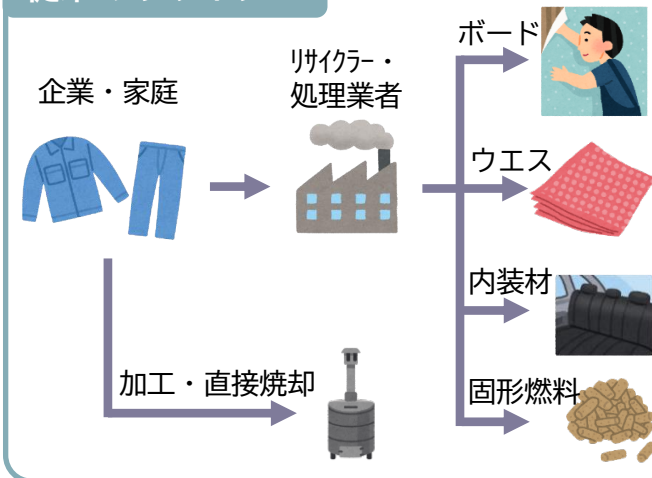 企業・家庭
リサイクラー・
処理業者
ボード
ウエス
内装材
固形燃料
加工・直接焼却